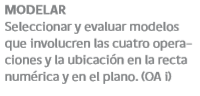 MODELAR
Seleccionar y evaluar modelos
que involucren las cuatro opera-
ciones y la ubicación en la recta
numérica y en el plano. (OA i)